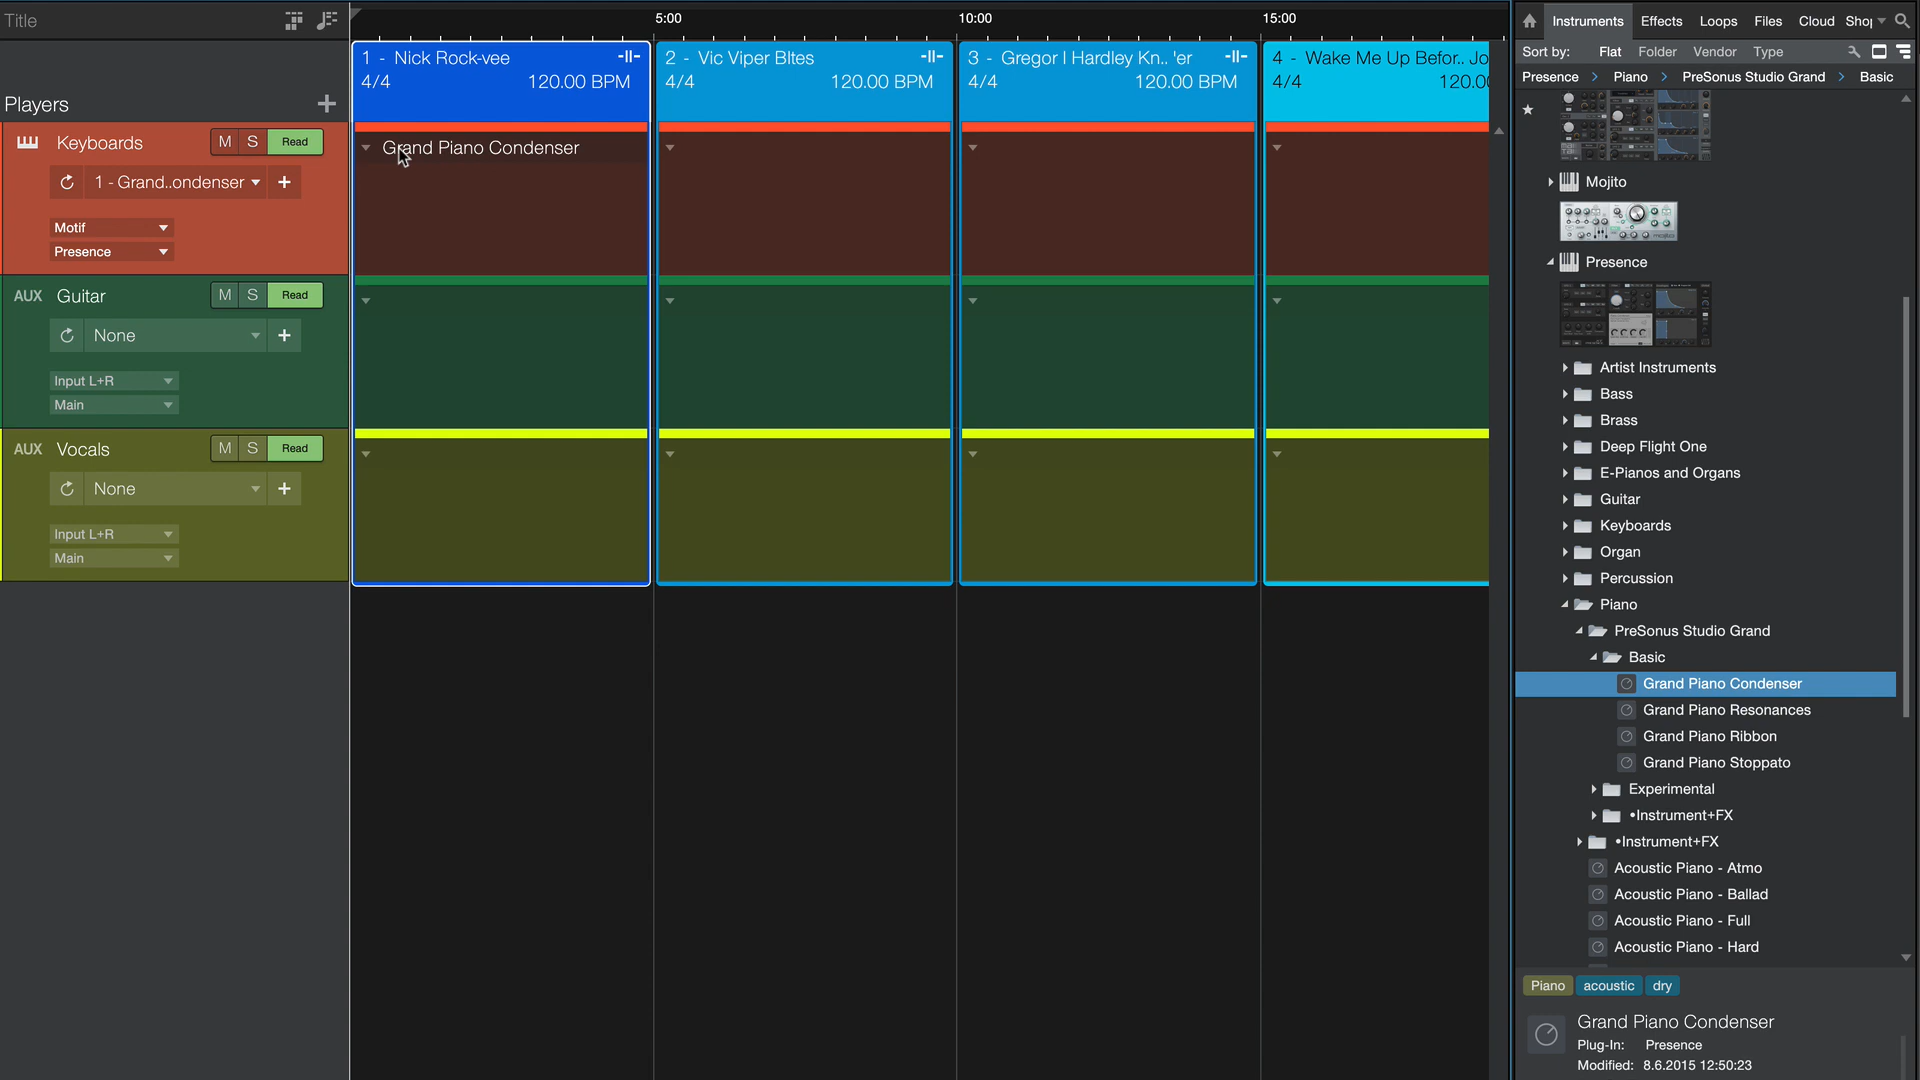 Title
5:00
10:00
15:00
1 - Nick Rock-vee
4/4
120.00 BPM
2 - Vic Viper BItes
4/4
120.00 BPM
3 - Gregor I Hardley Kn.. 'er
4/4
120.00 BPM
4 - Wake Me Up Befor.. Jo
4/4
120.0
Players
Keyboards
M
S
Read
1 - Grand..ondenser
Motif
Presence
Grand Piano Condenser
AUX
Guitar
M
S
Read
None
Input L+R
Main
AUX
Vocals
M
S
Read
None
Input L+R
Main
Instruments
Effects
Loops
Files
Cloud
Sho
Sort by:
Flat
Folder
Vendor
Type
Presence > Piano > PreSonus Studio Grand > Basic
Mojito
Presence
Artist Instruments
Bass
Brass
Deep Flight One
E-Pianos and Organs
Guitar
Keyboards
Organ
Percussion
Piano
PreSonus Studio Grand
Basic
Grand Piano Condenser
Grand Piano Resonances
Grand Piano Ribbon
Grand Piano Stoppato
Experimental
•Instrument+FX
•Instrument+FX
Acoustic Piano - Atmo
Acoustic Piano - Ballad
Acoustic Piano - Full
Acoustic Piano - Hard
Piano
acoustic
dry
Grand Piano Condenser
Plug-In: Presence
Modified: 8.6.2015 12:50:23